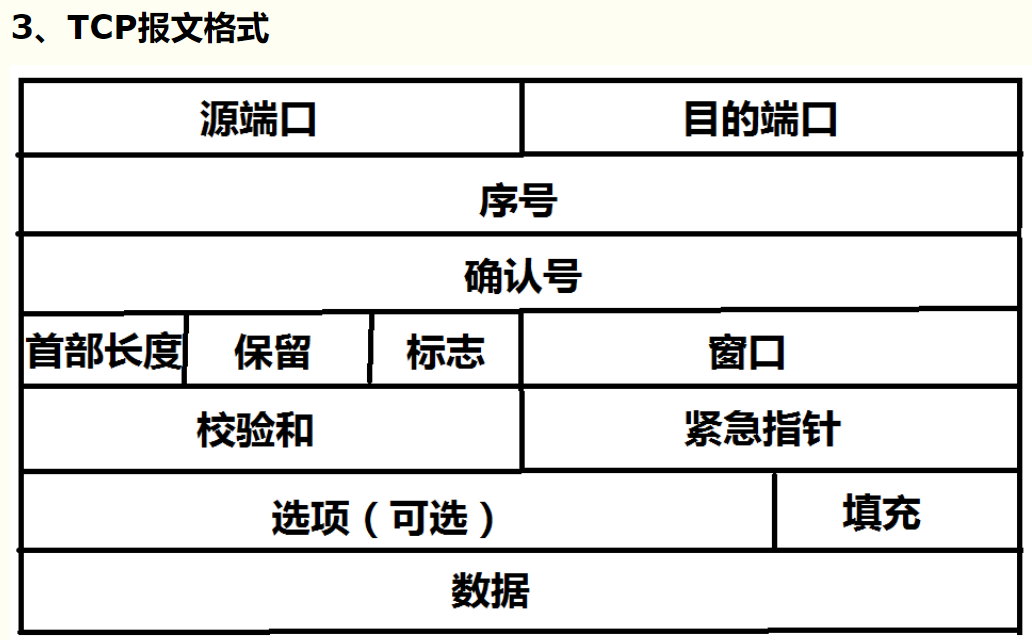 3、TCP报文格式
源端口 目的端口
序号
确认号
首部长度 保留 标志 窗口
校验和 紧急指针
选项（可选） 填充
数据